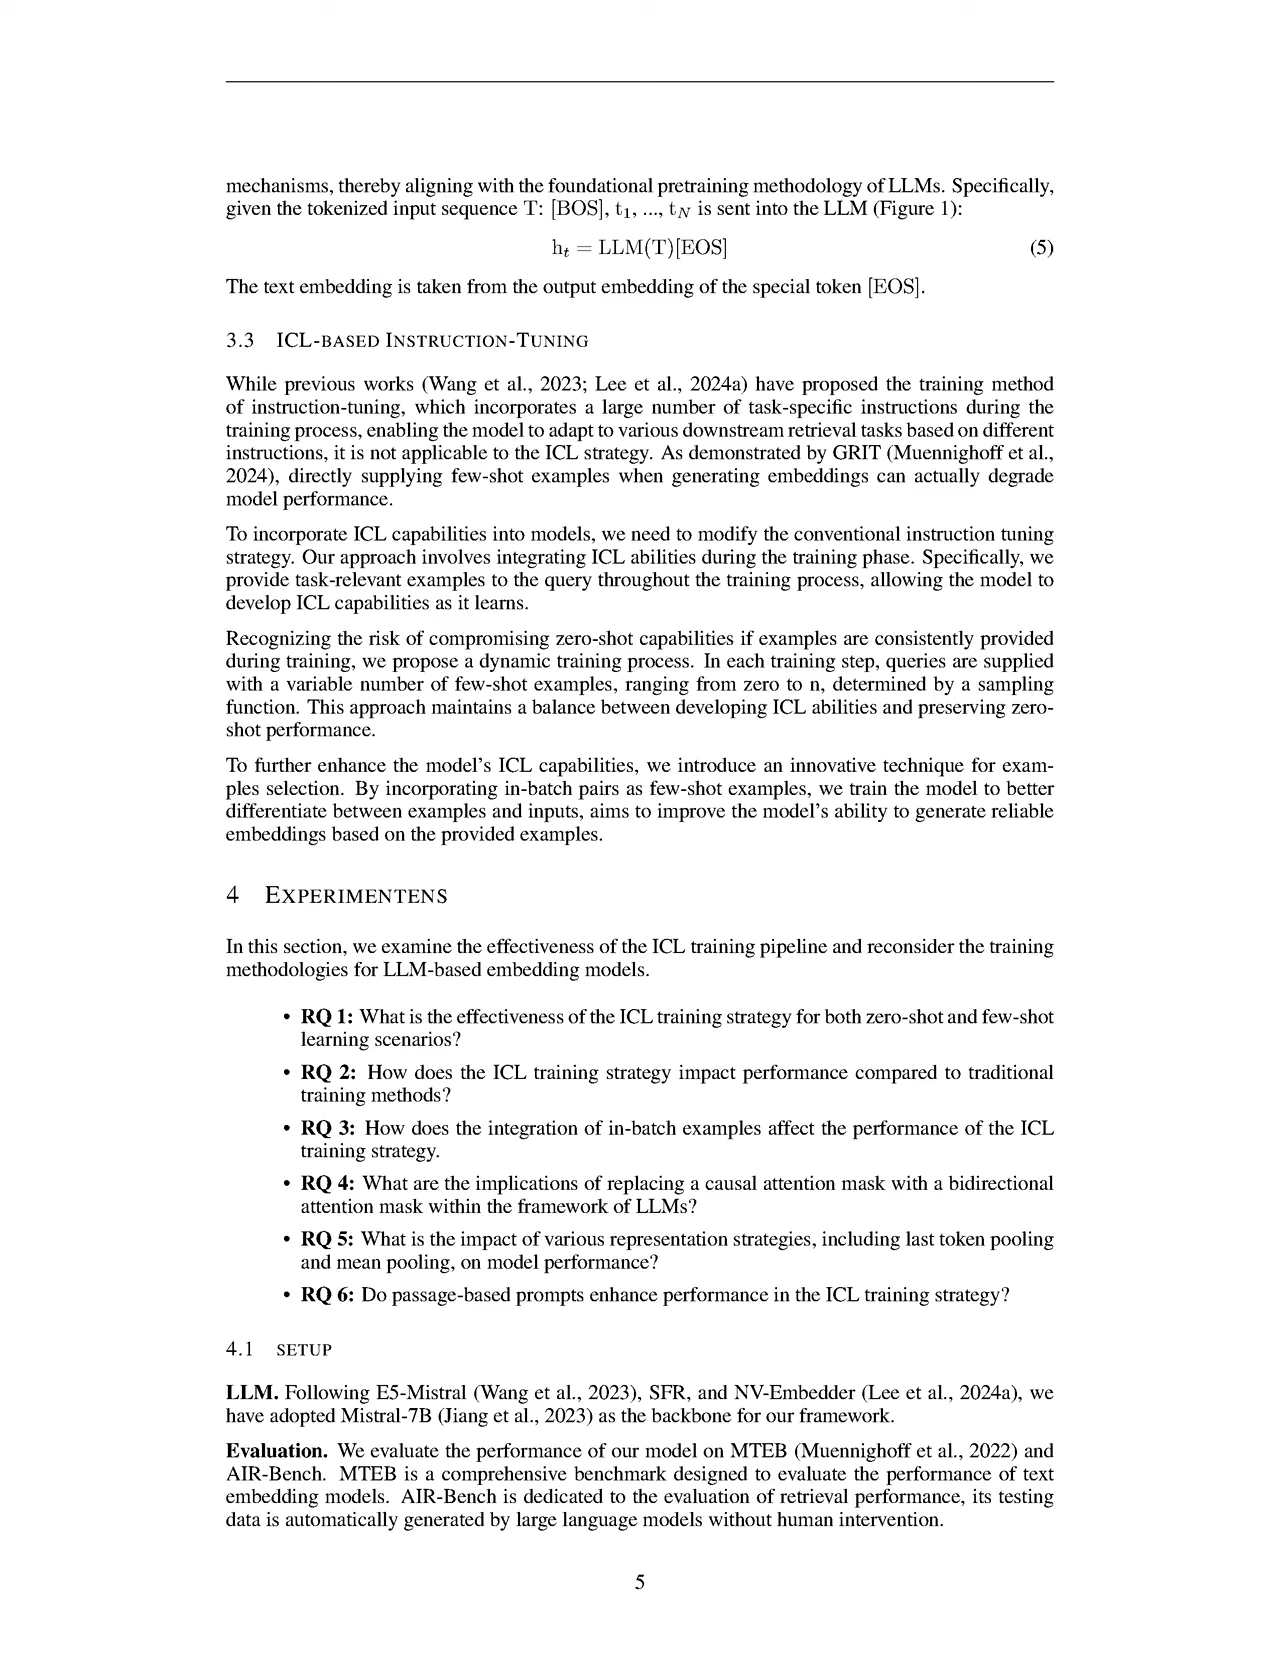 mechanisms, thereby aligning with the foundational pretraining methodology of LLMs. Specifically,
given the tokenized input sequence T: [BOS], t₁, ..., t_N is sent into the LLM (Figure 1):
h_t = LLM(T)[EOS] (5)
The text embedding is taken from the output embedding of the special token [EOS].
3.3 ICL-BASED INSTRUCTION-TUNING
While previous works (Wang et al., 2023; Lee et al., 2024a) have proposed the training method
of instruction-tuning, which incorporates a large number of task-specific instructions during the
training process, enabling the model to adapt to various downstream retrieval tasks based on different
instructions, it is not applicable to the ICL strategy. As demonstrated by GRIT (Muennighoff et al.,
2024), directly supplying few-shot examples when generating embeddings can actually degrade
model performance.
To incorporate ICL capabilities into models, we need to modify the conventional instruction tuning
strategy. Our approach involves integrating ICL abilities during the training phase. Specifically, we
provide task-relevant examples to the query throughout the training process, allowing the model to
develop ICL capabilities as it learns.
Recognizing the risk of compromising zero-shot capabilities if examples are consistently provided
during training, we propose a dynamic training process. In each training step, queries are supplied
with a variable number of few-shot examples, ranging from zero to n, determined by a sampling
function. This approach maintains a balance between developing ICL abilities and preserving zero-
shot performance.
To further enhance the model's ICL capabilities, we introduce an innovative technique for exam-
ples selection. By incorporating in-batch pairs as few-shot examples, we train the model to better
differentiate between examples and inputs, aims to improve the model's ability to generate reliable
embeddings based on the provided examples.
4 EXPERIMENTENS
In this section, we examine the effectiveness of the ICL training pipeline and reconsider the training
methodologies for LLM-based embedding models.
• RQ 1: What is the effectiveness of the ICL training strategy for both zero-shot and few-shot
learning scenarios?
• RQ 2: How does the ICL training strategy impact performance compared to traditional
training methods?
• RQ 3: How does the integration of in-batch examples affect the performance of the ICL
training strategy.
• RQ 4: What are the implications of replacing a causal attention mask with a bidirectional
attention mask within the framework of LLMs?
• RQ 5: What is the impact of various representation strategies, including last token pooling
and mean pooling, on model performance?
• RQ 6: Do passage-based prompts enhance performance in the ICL training strategy?
4.1 SETUP
LLM. Following E5-Mistral (Wang et al., 2023), SFR, and NV-Embedder (Lee et al., 2024a), we
have adopted Mistral-7B (Jiang et al., 2023) as the backbone for our framework.
Evaluation. We evaluate the performance of our model on MTEB (Muennighoff et al., 2022) and
AIR-Bench. MTEB is a comprehensive benchmark designed to evaluate the performance of text
embedding models. AIR-Bench is dedicated to the evaluation of retrieval performance, its testing
data is automatically generated by large language models without human intervention.
5